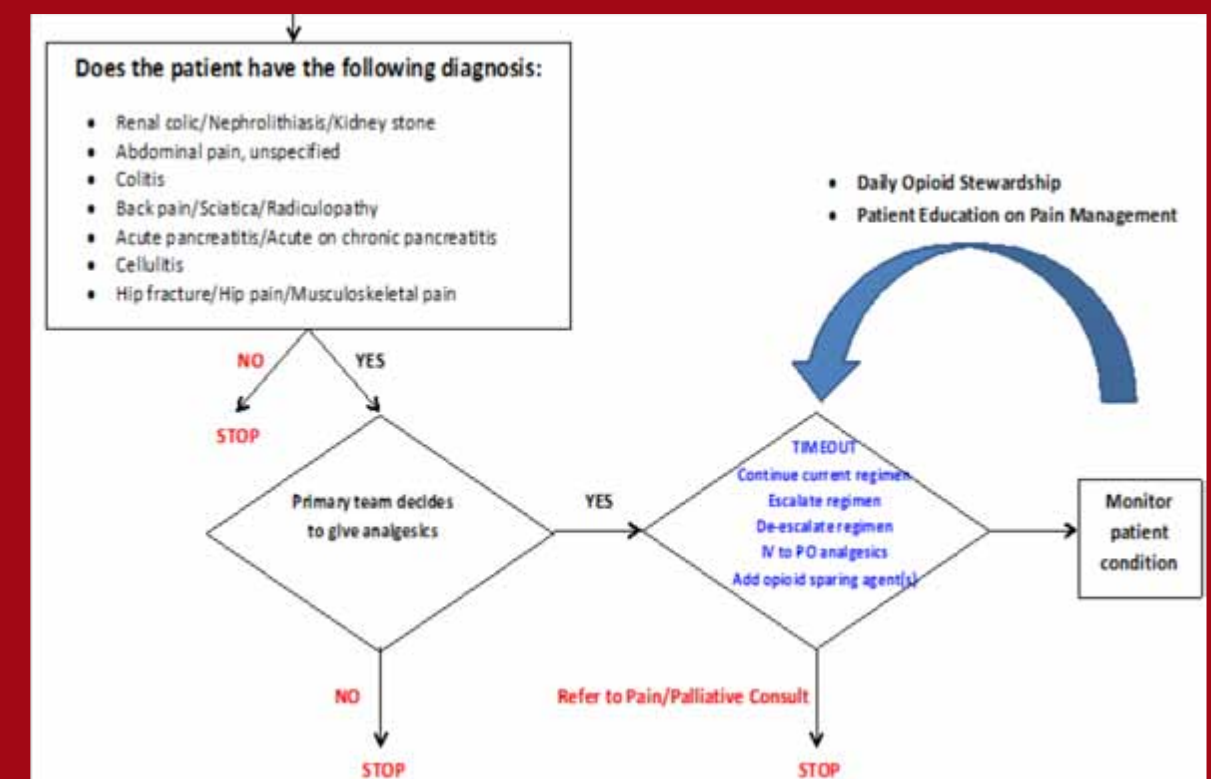 Does the patient have the following diagnosis:
• Renal colic/Nephrolithiasis/Kidney stone
• Abdominal pain, unspecified
• Colitis
• Back pain/Sciatica/Radiculopathy
• Acute pancreatitis/Acute on chronic pancreatitis
• Cellulitis
• Hip fracture/Hip pain/Musculoskeletal pain
• Daily Opioid Stewardship
• Patient Education on Pain Management
NO
YES
STOP
Primary team decides
to give analgesics
YES
TIMEOUT
Continue current regimen
Escalate regimen
De-escalate regimen
IV to PO analgesics
Add opioid sparing agent(s)
Monitor
patient
condition
NO
STOP
Refer to Pain/Palliative Consult
STOP